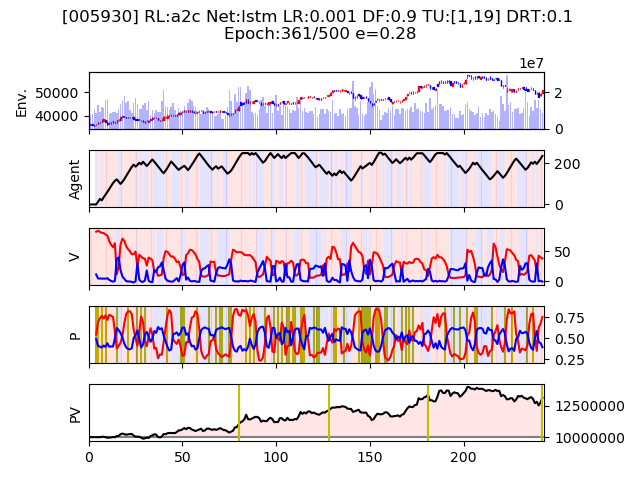 [005930] RL:a2c Net:lstm LR:0.001 DF:0.9 TU:[1,19] DRT:0.1
Epoch:361/500 e=0.28
1e7
Env.
50000
40000
2
0
Agent
200
0
V
50
0
P
0.75
0.50
0.25
PV
12500000
10000000
0 50 100 150 200